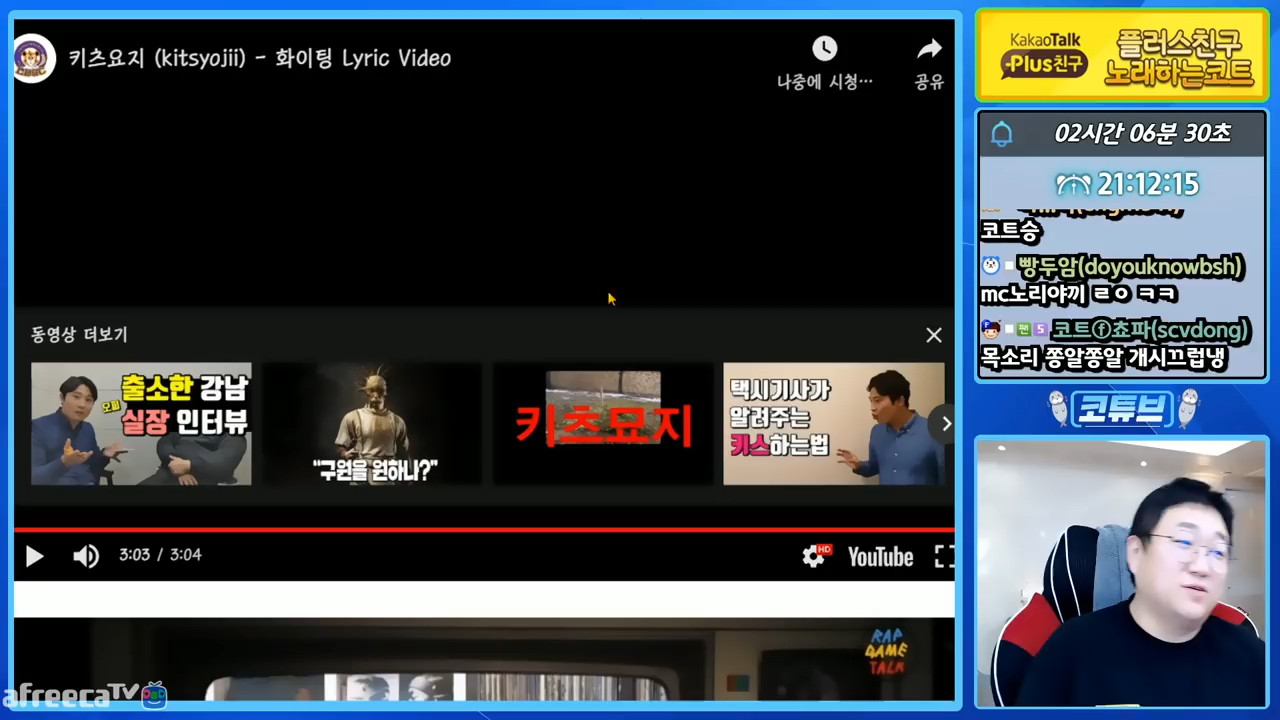 키츠요지 (kitsyojii) - 화이팅 Lyric Video
나중에 시청…
공유
동영상 더보기
출소한 강남
오피
실장 인터뷰
"구원을 원하나?"
키츠묘지
택시기사가
알려주는
키스하는법
3:03 / 3:04
HD
YouTube
RAP
GAME
TALK
afreecaTV
KakaoTalk
Plus친구
플러스친구
노래하는코트
02시간 06분 30초
21:12:15
코트승
빵두암(doyouknowbsh)
mc노리야끼 ㄹㅇ ㅋㅋ
팬 5 코트ⓕ쵸파(scvdong)
목소리 쫑알쫑알 개시끄럽냉
코튜브